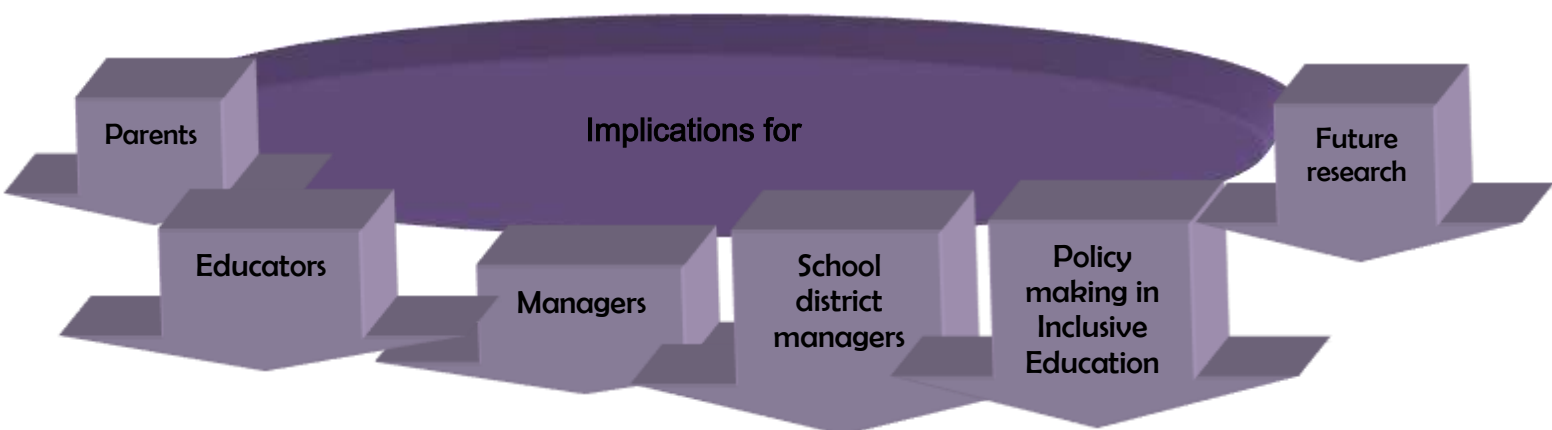 Implications for
Parents
Educators
Managers
School
district
managers
Policy
making in
Inclusive
Education
Future
research